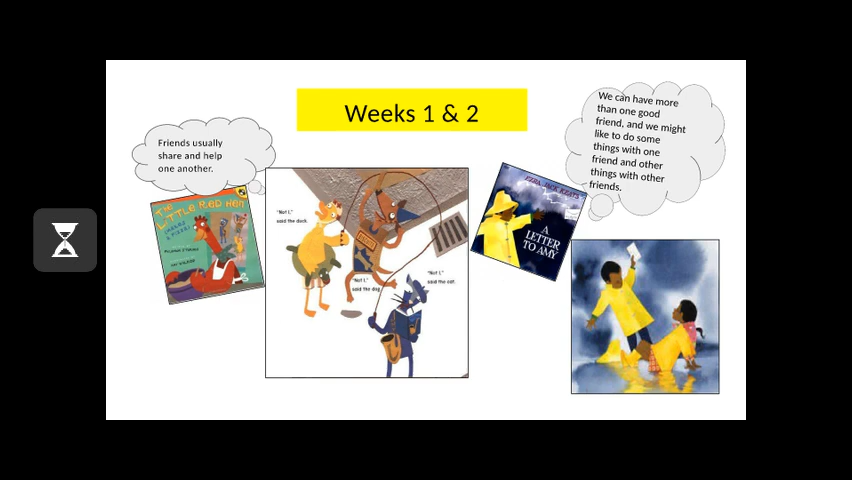 Weeks 1 & 2
Friends usually
share and help
one another.
We can have more
than one good
friend, and we might
like to do some
things with one
friend and other
things with other
friends.
THE
LITTLE RED HEN
(MAKES
A PIZZA)
"Not I,"
said the duck.
"Not I,"
said the dog.
"Not I,"
said the cat.
EZRA JACK KEATS
A
LETTER
TO AMY